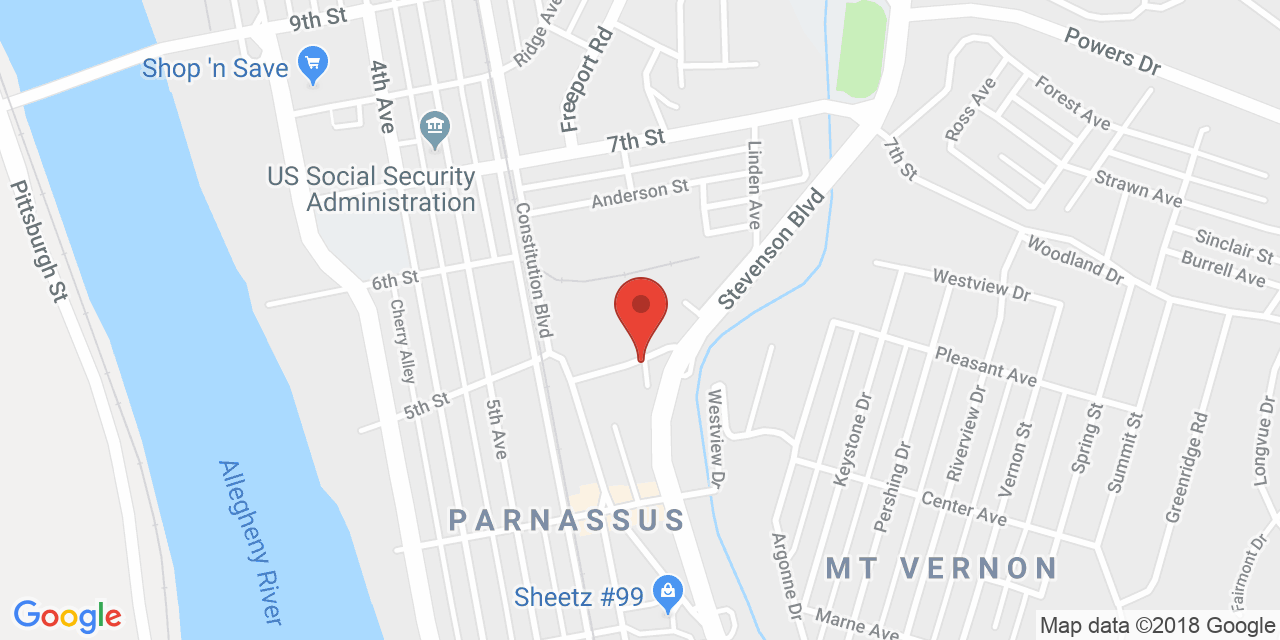 9th St
Ridge Ave
Freeport Rd
Powers Dr
Shop 'n Save
4th Ave
Ross Ave
Forest Ave
7th St
Linden Ave
7th St
US Social Security
Administration
Anderson St
Strawn Ave
Pittsburgh St
Constitution Blvd
Stevenson Blvd
Woodland Dr
Sinclair St
Burrell Ave
6th St
Westview Dr
Cherry Alley
Pleasant Ave
5th St
5th Ave
Westview Dr
Keystone Dr
Pershing Dr
Riverview Dr
Vernon St
Spring St
Summit St
Greenridge Rd
Longvue Dr
Allegheny River
PARNASSUS
Center Ave
Argonne Dr
MT VERNON
Fairmont Dr
Sheetz #99
Marne Ave
Google
Map data ©2018 Google